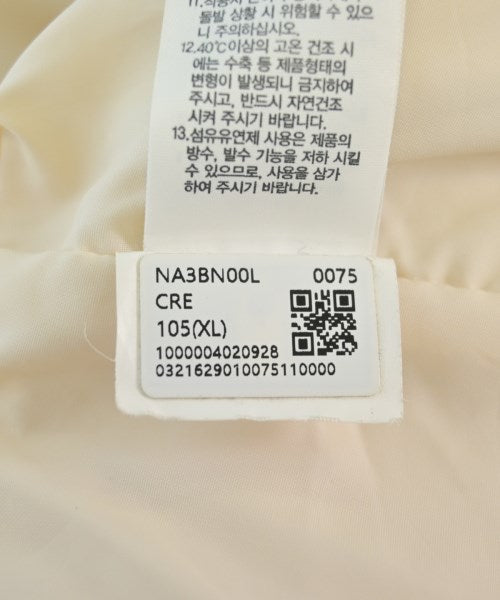 돌발 상황 시 위험할 수 있으
니 주의하십시오.
12.40℃이상의 고온 건조 시
에는 수축 등 제품형태의
변형이 발생되니 금지하여
주시고, 반드시 자연건조
시켜 주시기 바랍니다.
13.섬유유연제 사용은 제품의
방수, 발수 기능을 저하 시킬
수 있으므로, 사용을 삼가
하여 주시기 바랍니다.
NA3BN00L 0075
CRE
105(XL)
1000004020928
0321629010075110000